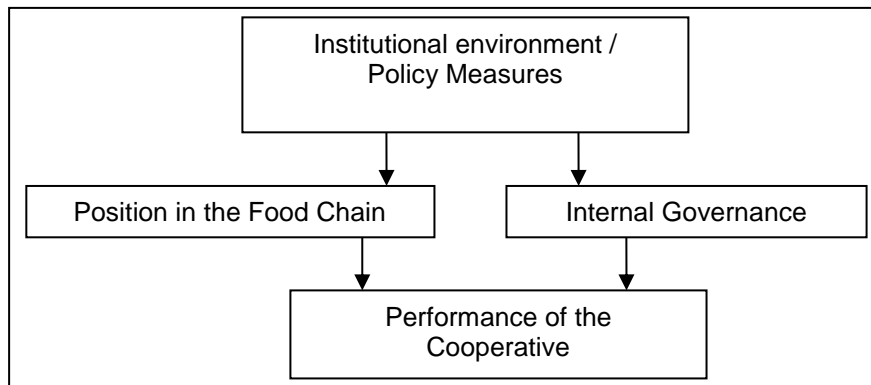 Institutional environment /
Policy Measures
Position in the Food Chain
Internal Governance
Performance of the
Cooperative